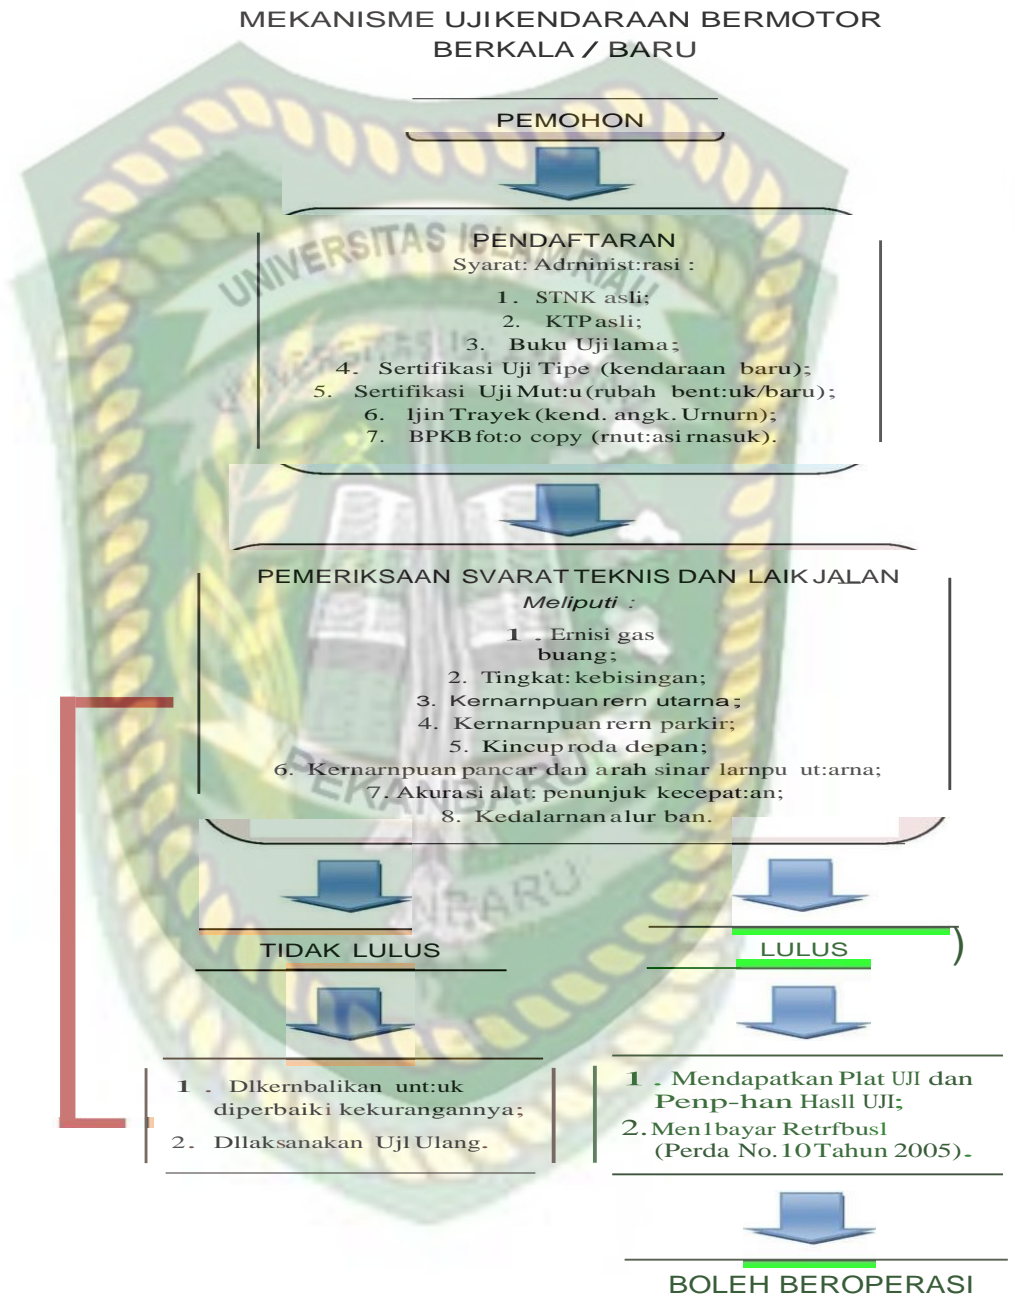 MEKANISME UJIKENDARAAN BERMOTOR
BERKALA / BARU
PEMOHON
PENDAFTARAN
Syarat: Adrninist:rasi :
1. STNK asli;
2. KTPasli;
3. Buku Ujilama;
4. Sertifikasi Uji Tipe (kendaraan baru);
5. Sertifikasi Uji Mut:u (rubah bent:uk/baru);
6. Ijin Trayek (kend. angk. Urnurn);
7. BPKB fot:o copy (rnut:asi rnasuk).
PEMERIKSAAN SVARAT TEKNIS DAN LAIK JALAN
Meliputi :
1 . Ernisi gas
buang;
2. Tingkat: kebisingan;
3. Kernarnpuan rern utarna;
4. Kernarnpuan rern parkir;
5. Kincup roda depan;
6. Kernarnpuan pancar dan arah sinar larnpu ut:arna;
7. Akurasi alat: penunjuk kecepat:an;
8. Kedalarnan alur ban.
TIDAK LULUS
LULUS )
1 . Dlkernbalikan unt:uk
diperbaiki kekurangannya;
2. Dllaksanakan Ujl Ulang.
1 . Mendapatkan Plat UJI dan
Penp-han Hasll UJI;
2. Men1bayar Retrfbusl
(Perda No.10 Tahun 2005).
BOLEH BEROPERASI
UNIVERSITAS ISLAM RIAU
PEKANBARU